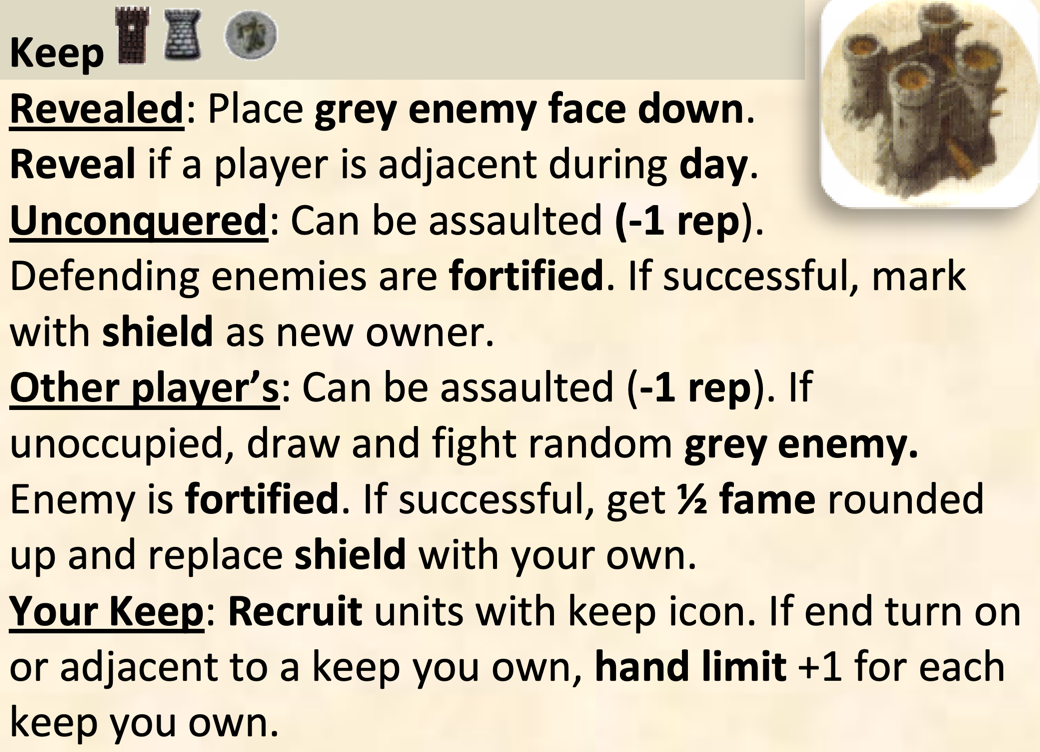 Keep
Revealed: Place grey enemy face down.
Reveal if a player is adjacent during day.
Unconquered: Can be assaulted (-1 rep).
Defending enemies are fortified. If successful, mark
with shield as new owner.
Other player’s: Can be assaulted (-1 rep). If
unoccupied, draw and fight random grey enemy.
Enemy is fortified. If successful, get ½ fame rounded
up and replace shield with your own.
Your Keep: Recruit units with keep icon. If end turn on
or adjacent to a keep you own, hand limit +1 for each
keep you own.